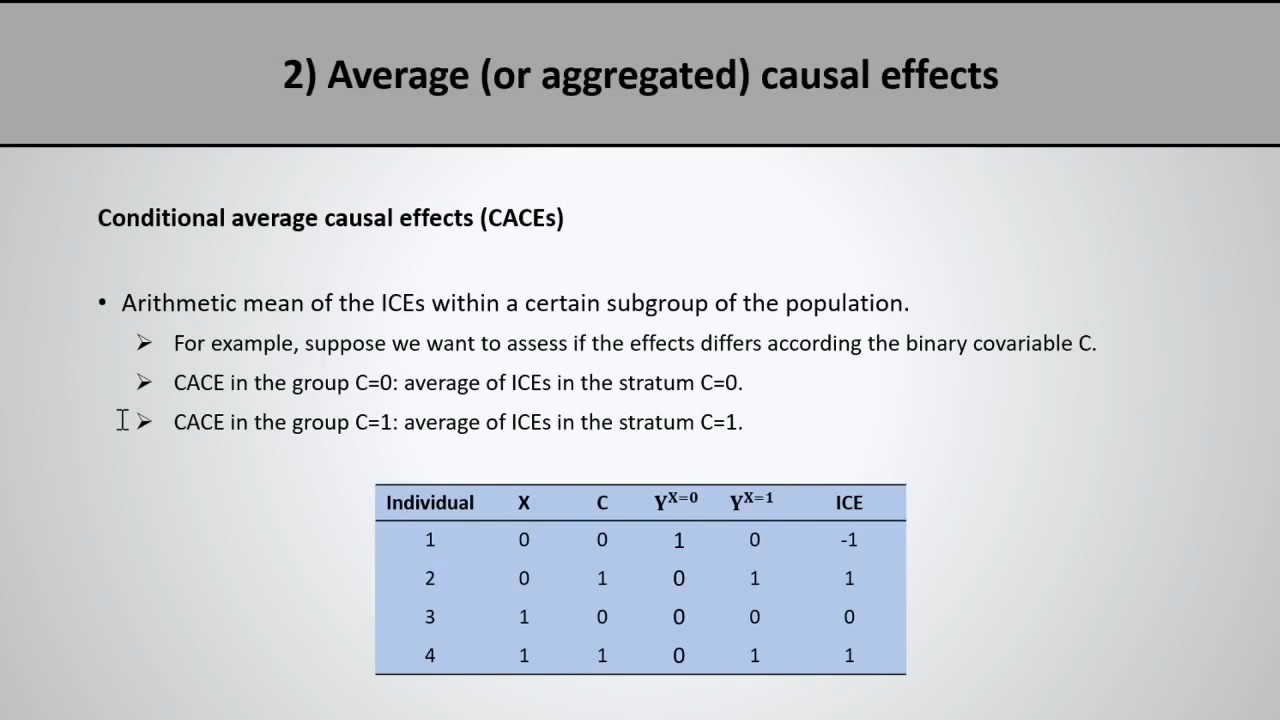 2) Average (or aggregated) causal effects
Conditional average causal effects (CACEs)
• Arithmetic mean of the ICEs within a certain subgroup of the population.
➢ For example, suppose we want to assess if the effects differs according the binary covariable C.
➢ CACE in the group C=0: average of ICEs in the stratum C=0.
➢ CACE in the group C=1: average of ICEs in the stratum C=1.
Individual X C Y^X=0 Y^X=1 ICE
1 0 0 1 0 -1
2 0 1 0 1 1
3 1 0 0 0 0
4 1 1 0 1 1